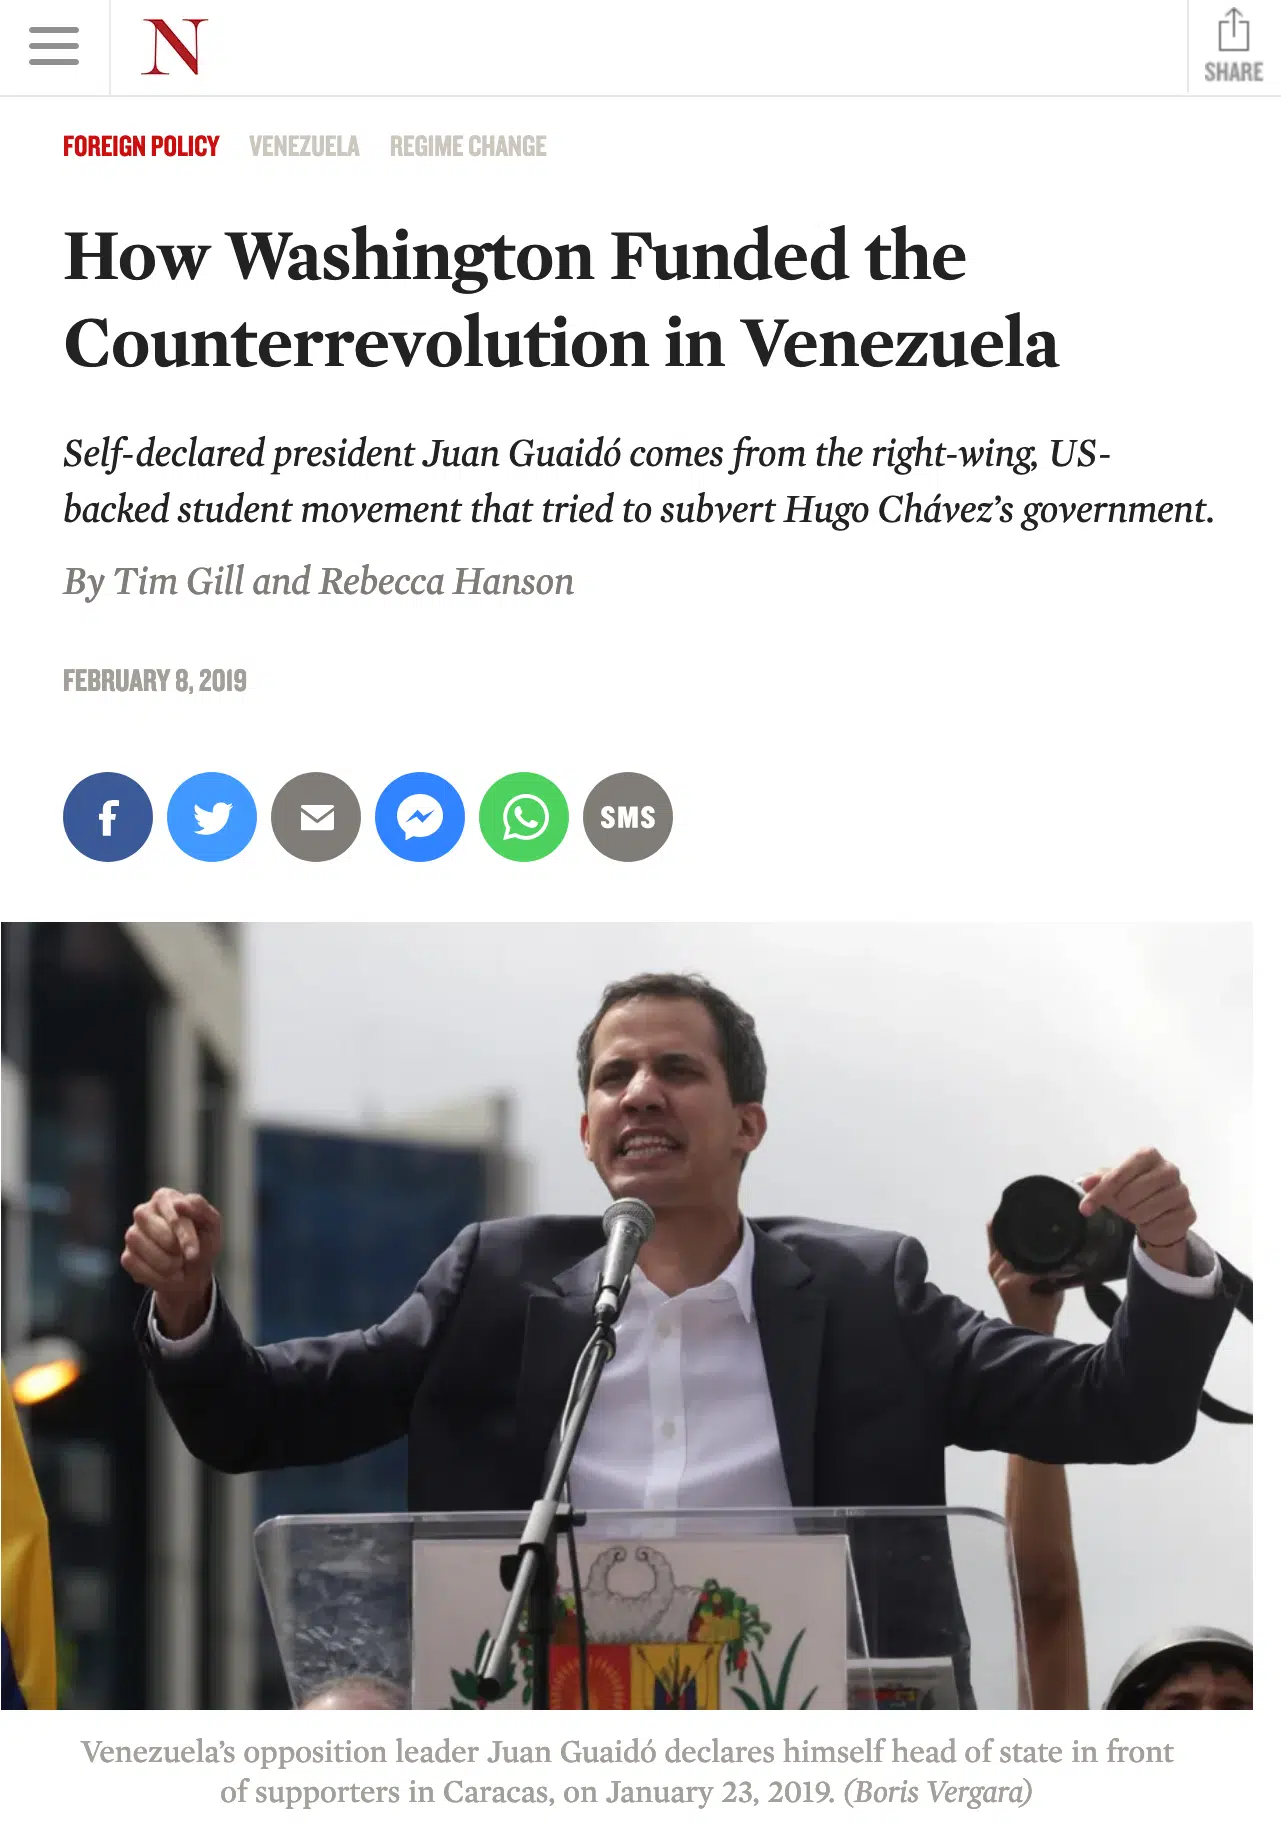 N
SHARE
FOREIGN POLICY VENEZUELA REGIME CHANGE
How Washington Funded the
Counterrevolution in Venezuela
Self-declared president Juan Guaidó comes from the right-wing, US-
backed student movement that tried to subvert Hugo Chávez’s government.
By Tim Gill and Rebecca Hanson
FEBRUARY 8, 2019
SMS
Venezuela’s opposition leader Juan Guaidó declares himself head of state in front
of supporters in Caracas, on January 23, 2019. (Boris Vergara)